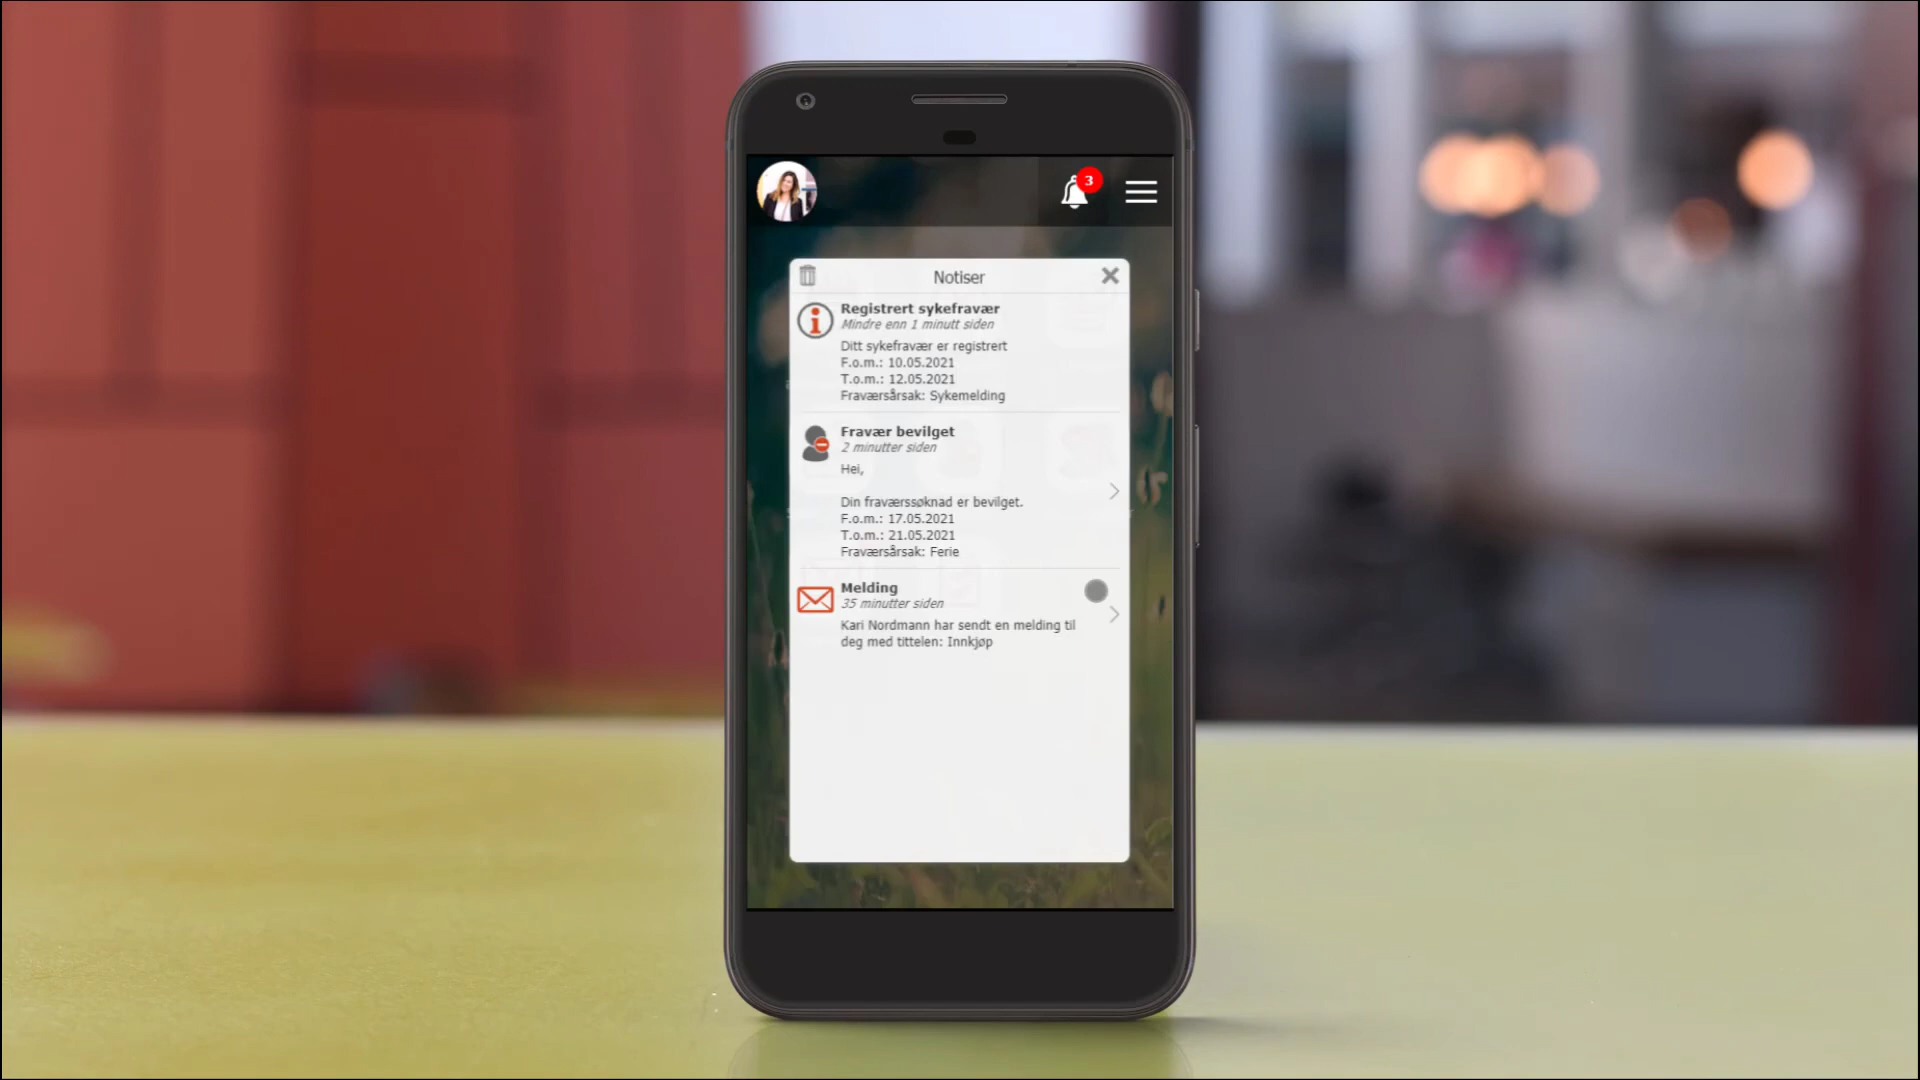 3
Notiser
Registrert sykefravær
Mindre enn 1 minutt siden
Ditt sykefravær er registrert
F.o.m.: 10.05.2021
T.o.m.: 12.05.2021
Fraværsårsak: Sykemelding
Fravær bevilget
2 minutter siden
Hei,
Din fraværssøknad er bevilget.
F.o.m.: 17.05.2021
T.o.m.: 21.05.2021
Fraværsårsak: Ferie
Melding
35 minutter siden
Kari Nordmann har sendt en melding til
deg med tittelen: Innkjøp